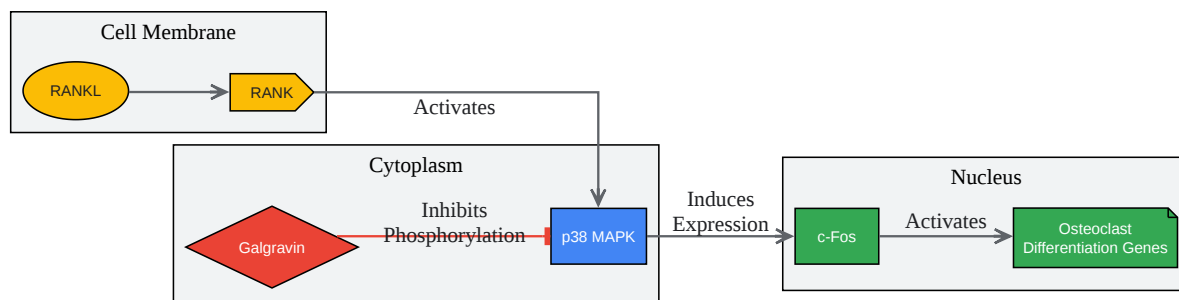 Cell Membrane
RANKL
RANK
Activates
Cytoplasm
Galgravin
Inhibits
Phosphorylation
p38 MAPK
Induces
Expression
Nucleus
c-Fos
Activates
Osteoclast
Differentiation Genes